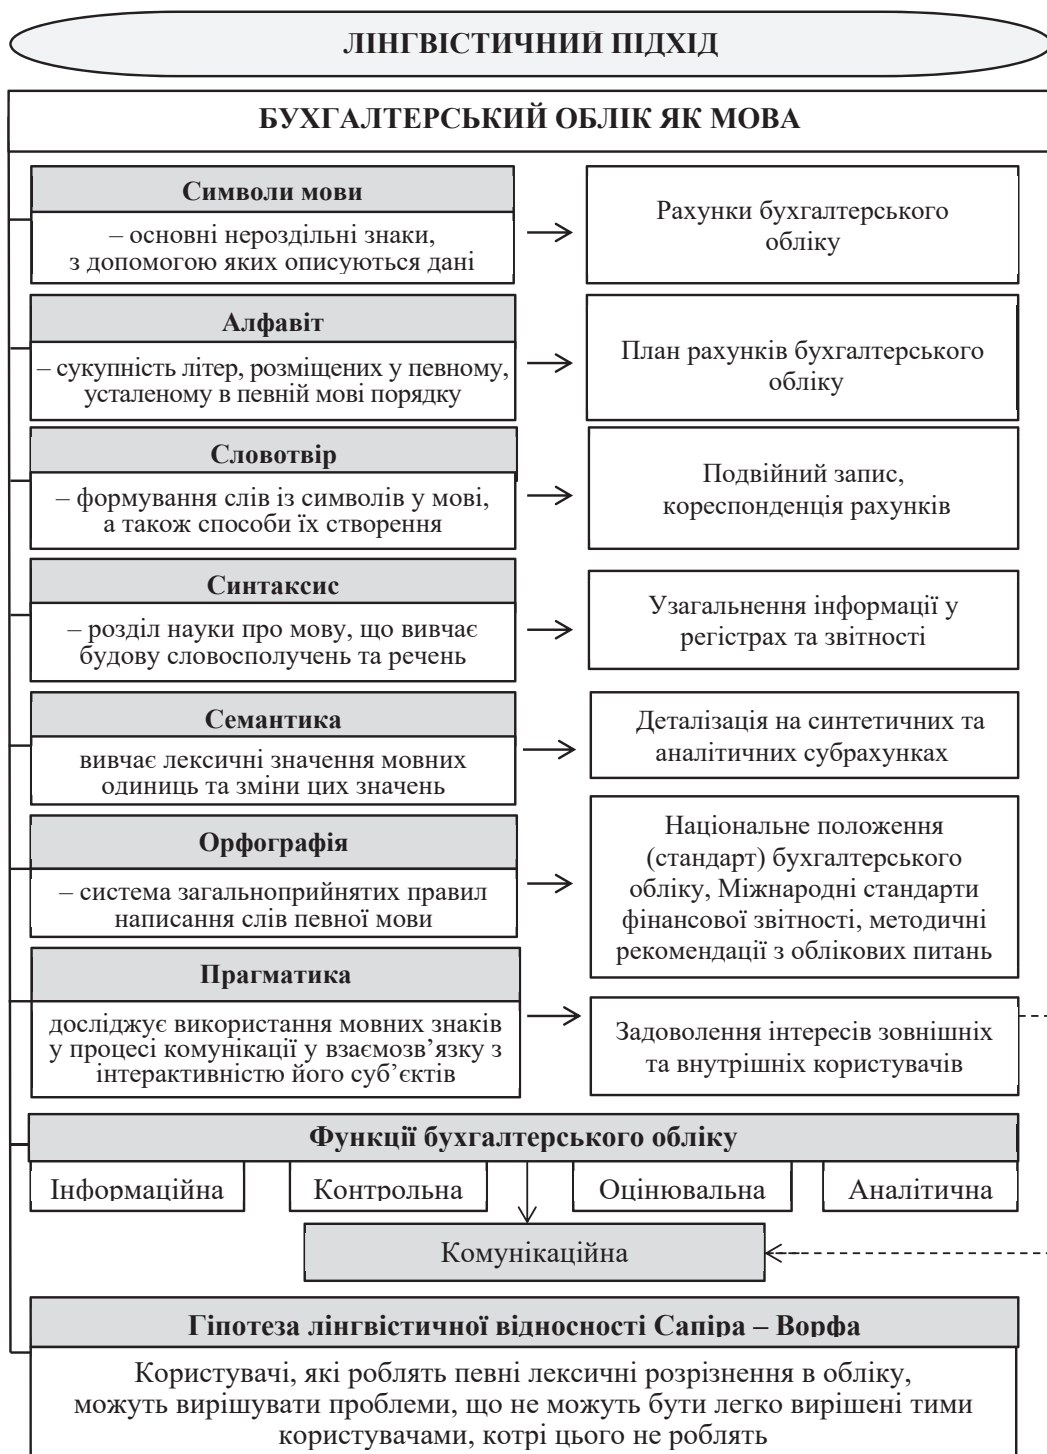 ЛІНГВІСТИЧНИЙ ПІДХІД
БУХГАЛТЕРСЬКИЙ ОБЛІК ЯК МОВА
Символи мови
– основні нероздільні знаки,
з допомогою яких описуються дані
Рахунки бухгалтерського
обліку
Алфавіт
– сукупність літер, розміщених у певному,
усталеному в певній мові порядку
План рахунків бухгалтерського
обліку
Словотвір
– формування слів із символів у мові,
а також способи їх створення
Подвійний запис,
кореспонденція рахунків
Синтаксис
– розділ науки про мову, що вивчає
будову словосполучень та речень
Узагальнення інформації у
регістрах та звітності
Семантика
вивчає лексичні значення мовних
одиниць та зміни цих значень
Деталізація на синтетичних та
аналітичних субрахунках
Орфографія
– система загальноприйнятих правил
написання слів певної мови
Національне положення
(стандарт) бухгалтерського
обліку, Міжнародні стандарти
фінансової звітності, методичні
рекомендації з облікових питань
Прагматика
досліджує використання мовних знаків
у процесі комунікації у взаємозв’язку з
інтерактивністю його суб’єктів
Задоволення інтересів зовнішніх
та внутрішніх користувачів
Функції бухгалтерського обліку
Інформаційна
Контрольна
Оцінювальна
Аналітична
Комунікаційна
Гіпотеза лінгвістичної відносності Сапіра – Ворфа
Користувачі, які роблять певні лексичні розрізнення в обліку,
можуть вирішувати проблеми, що не можуть бути легко вирішені тими
користувачами, котрі цього не роблять